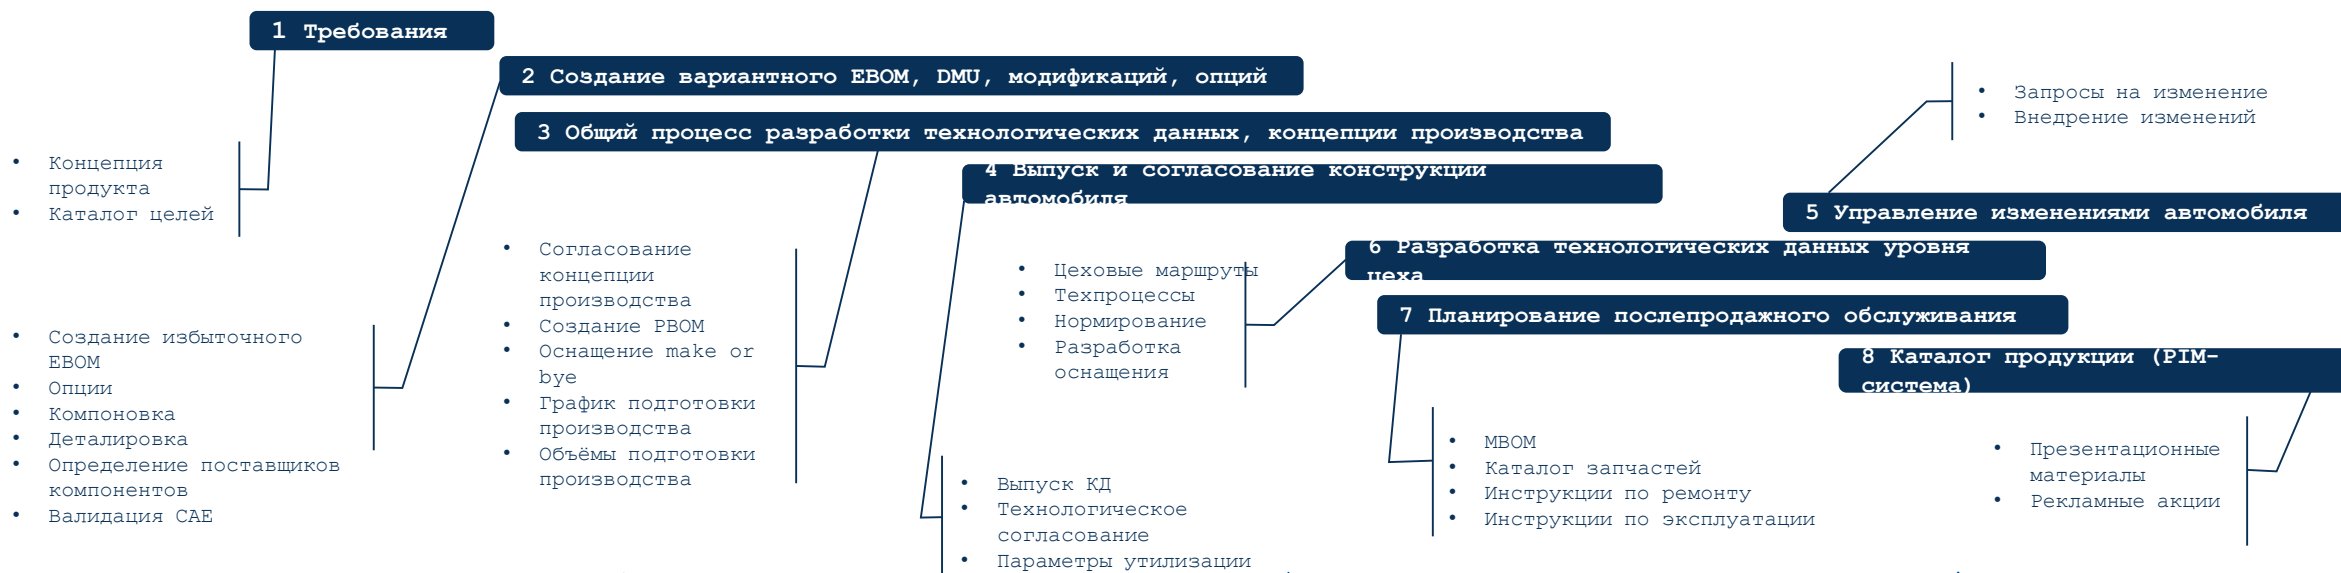 1 Требования
2 Создание вариантного EBOM, DMU, модификаций, опций
3 Общий процесс разработки технологических данных, концепции производства
4 Выпуск и согласование конструкции
автомобиля
5 Управление изменениями автомобиля
6 Разработка технологических данных уровня
цеха
7 Планирование послепродажного обслуживания
8 Каталог продукции (PIM-
система)
• Концепция
продукта
• Каталог целей
• Создание избыточного
EBOM
• Опции
• Компоновка
• Деталировка
• Определение поставщиков
компонентов
• Валидация CAE
• Согласование
концепции
производства
• Создание PBOM
• Оснащение make or
bye
• График подготовки
производства
• Объёмы подготовки
производства
• Выпуск КД
• Технологическое
согласование
• Параметры утилизации
• Запросы на изменение
• Внедрение изменений
• Цеховые маршруты
• Техпроцессы
• Нормирование
• Разработка
оснащения
• MBOM
• Каталог запчастей
• Инструкции по ремонту
• Инструкции по эксплуатации
• Презентационные
материалы
• Рекламные акции